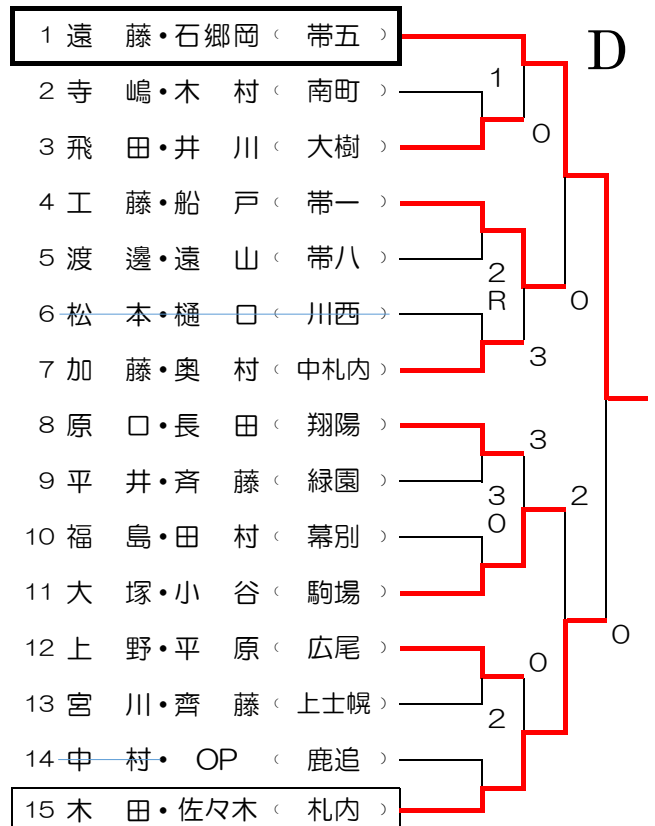 D
1 遠 藤・石郷岡 ( 帯五 )
2 寺 嶋・木 村 ( 南町 )
1
3 飛 田・井 川 ( 大樹 )
0
4 工 藤・船 戸 ( 帯一 )
5 渡 邊・遠 山 ( 帯八 )
2
R
0
6 松 本・樋 口 ( 川西 )
7 加 藤・奥 村 ( 中札内 )
3
8 原 口・長 田 ( 翔陽 )
3
9 平 井・斉 藤 ( 緑園 )
3
0
2
10 福 島・田 村 ( 幕別 )
11 大 塚・小 谷 ( 駒場 )
12 上 野・平 原 ( 広尾 )
0
0
13 宮 川・齊 藤 ( 上士幌 )
2
14 中 村・ OP ( 鹿追 )
15 木 田・佐々木 ( 札内 )